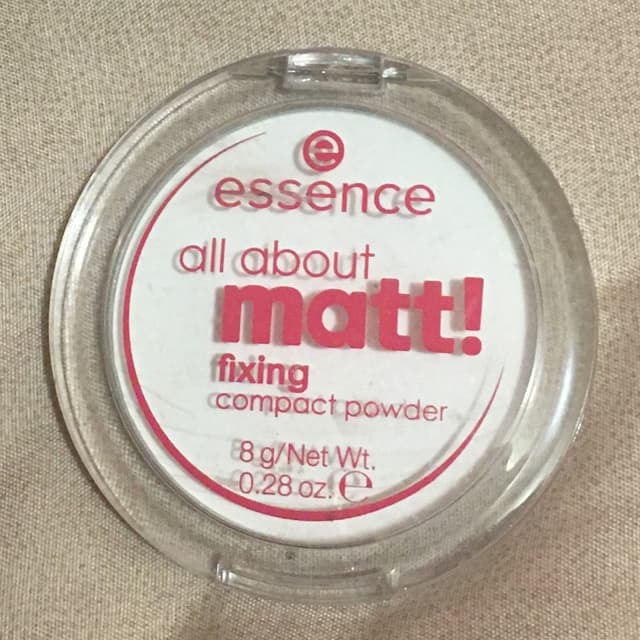 e
essence
all about
matt!
fixing
compact powder
8 g/Net Wt.
0.28 oz. ℮